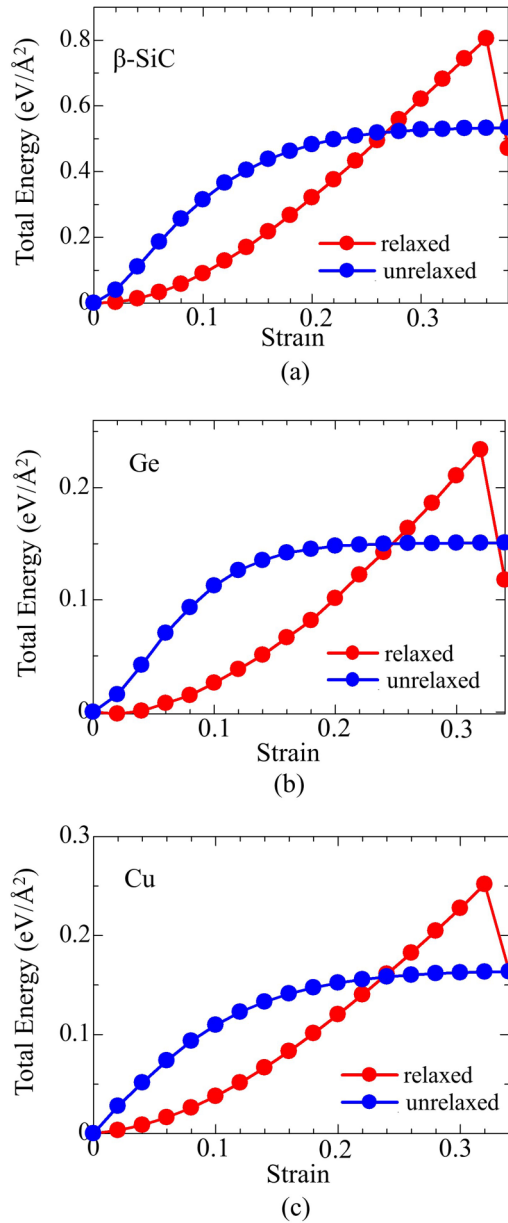 β-SiC
Total Energy (eV/Å²)
0.8
0.6
0.4
0.2
0
relaxed
unrelaxed
0 0.1 0.2 0.3
Strain
(a)
Ge
Total Energy (eV/Å²)
0.2
0.1
0
relaxed
unrelaxed
0 0.1 0.2 0.3
Strain
(b)
0.3
Cu
Total Energy (eV/Å²)
0.2
0.1
0
relaxed
unrelaxed
0 0.1 0.2 0.3
Strain
(c)